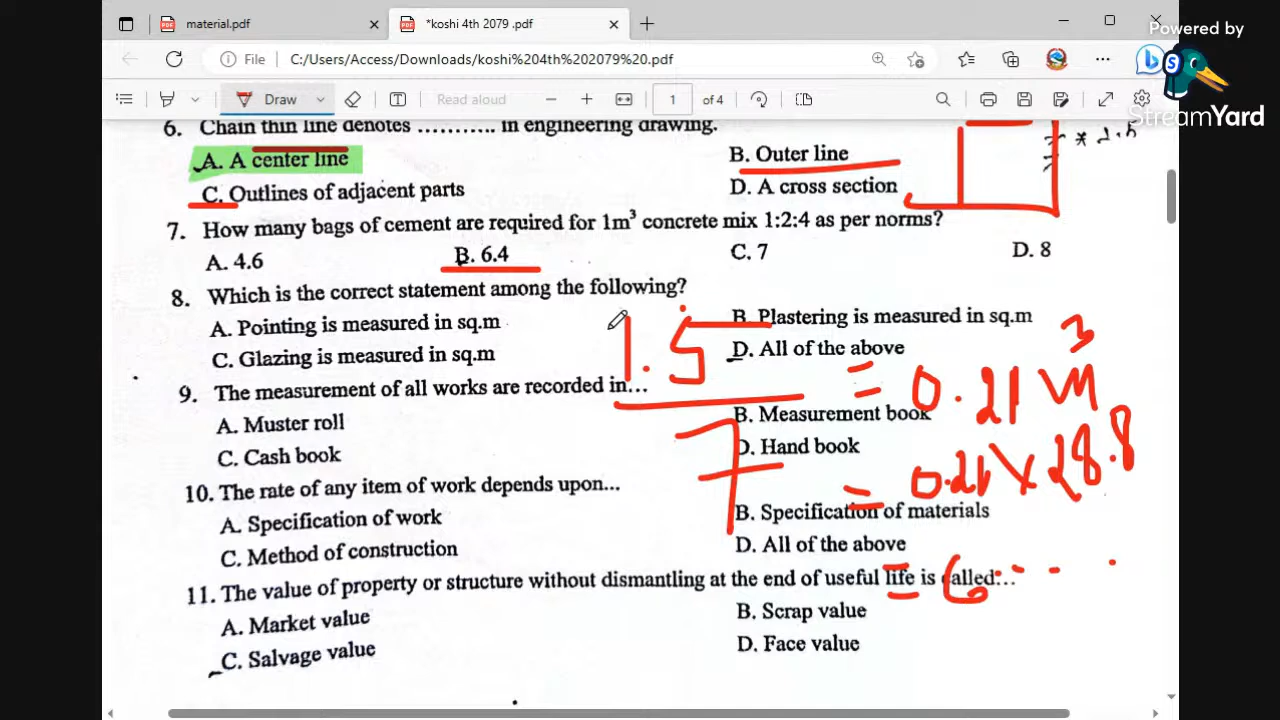 material.pdf
*koshi 4th 2079 .pdf
Powered by
File
C:/Users/Access/Downloads/koshi%204th%202079%20.pdf
Draw
Read aloud
1
of 4
StreamYard
6. Chain thin line denotes ........... in engineering drawing.
A. A center line
B. Outer line
C. Outlines of adjacent parts
D. A cross section
7. How many bags of cement are required for 1m³ concrete mix 1:2:4 as per norms?
A. 4.6
B. 6.4
C. 7
D. 8
8. Which is the correct statement among the following?
A. Pointing is measured in sq.m
B. Plastering is measured in sq.m
C. Glazing is measured in sq.m
D. All of the above
9. The measurement of all works are recorded in...
A. Muster roll
B. Measurement book
C. Cash book
D. Hand book
10. The rate of any item of work depends upon...
A. Specification of work
B. Specification of materials
C. Method of construction
D. All of the above
11. The value of property or structure without dismantling at the end of useful life is called...
A. Market value
B. Scrap value
C. Salvage value
D. Face value
1.5
7
= 0.21 m³
= 0.21 X 28.8
= 6. . . .